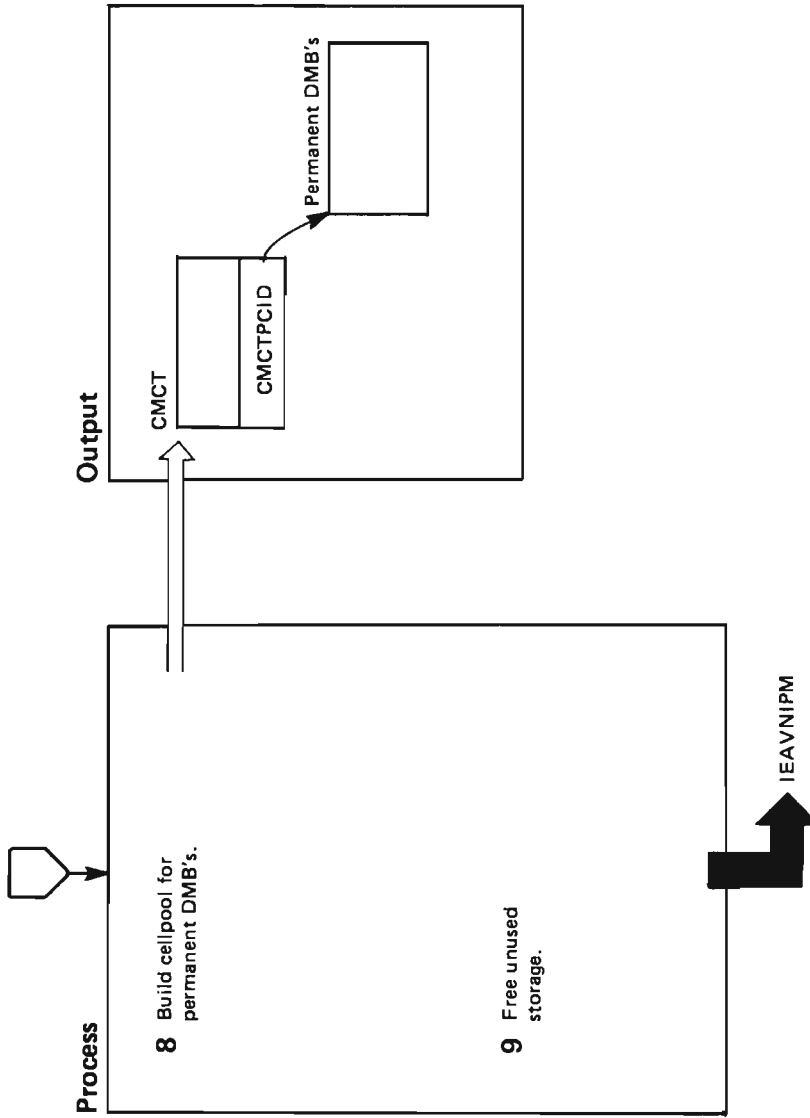 Process
8 Build cellpool for
permanent DMB's.
9 Free unused
storage.
IEAVNIPM
Output
CMCT
CMCTPCID
Permanent DMB's